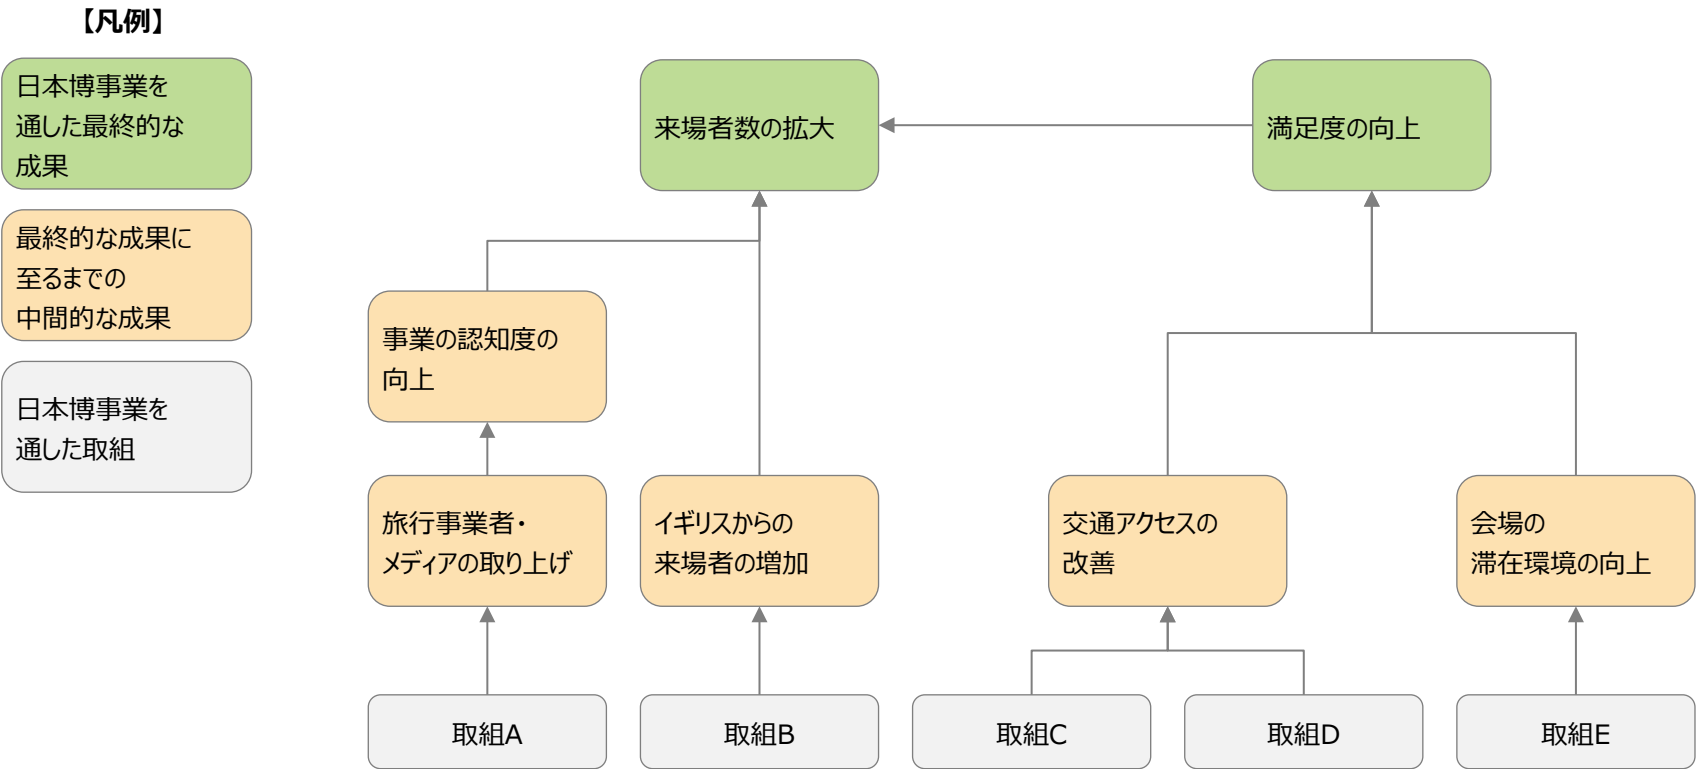 【凡例】
日本博事業を
通した最終的な
成果
最終的な成果に
至るまでの
中間的な成果
日本博事業を
通した取組
来場者数の拡大
満足度の向上
事業の認知度の
向上
旅行事業者・
メディアの取り上げ
イギリスからの
来場者の増加
交通アクセスの
改善
会場の
滞在環境の向上
取組A
取組B
取組C
取組D
取組E